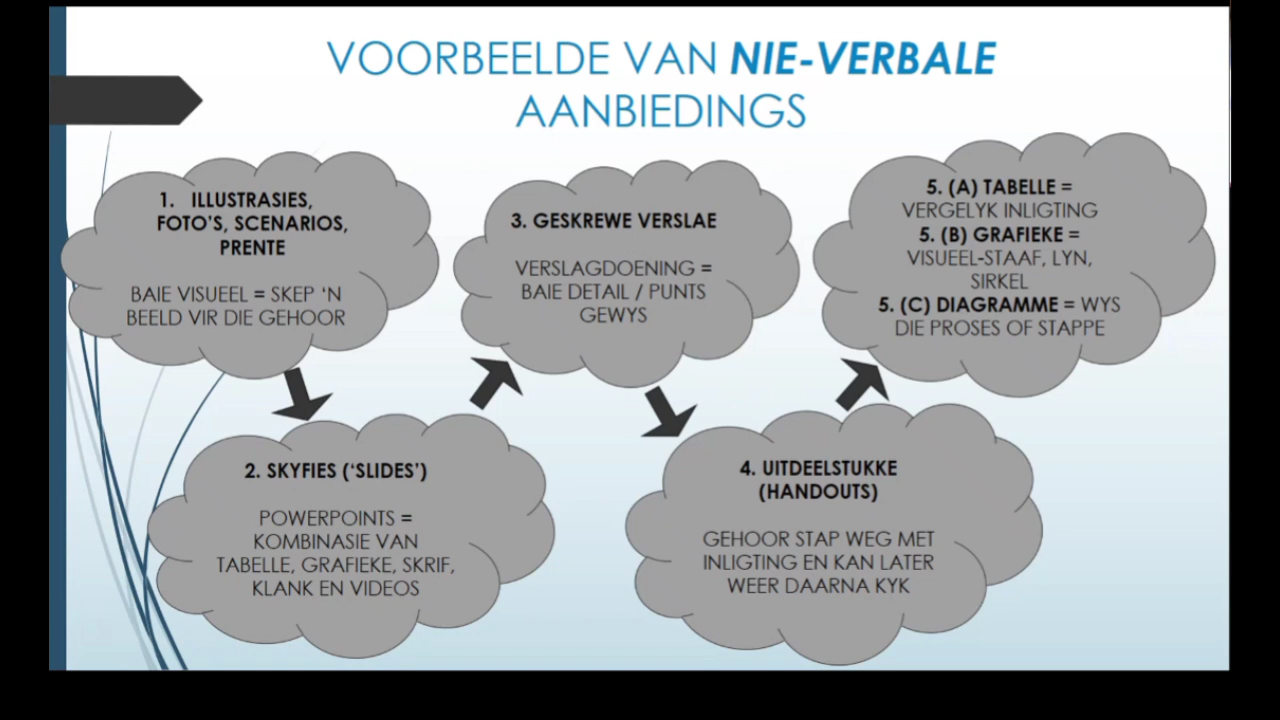 VOORBEELDE VAN NIE-VERBALE
AANBIEDINGS
1. ILLUSTRASIES,
FOTO'S, SCENARIOS,
PRENTE
BAIE VISUEEL = SKEP ‘N
BEELD VIR DIE GEHOOR
2. SKYFIES (‘SLIDES’)
POWERPOINTS =
KOMBINASIE VAN
TABELLE, GRAFIEKE, SKRIF,
KLANK EN VIDEOS
3. GESKREWE VERSLAE
VERSLAGDOENING =
BAIE DETAIL / PUNTS
GEWYS
4. UITDEELSTUKKE
(HANDOUTS)
GEHOOR STAP WEG MET
INLIGTING EN KAN LATER
WEER DAARNA KYK
5. (A) TABELLE =
VERGELYK INLIGTING
5. (B) GRAFIEKE =
VISUEEL-STAAF, LYN,
SIRKEL
5. (C) DIAGRAMME = WYS
DIE PROSES OF STAPPE